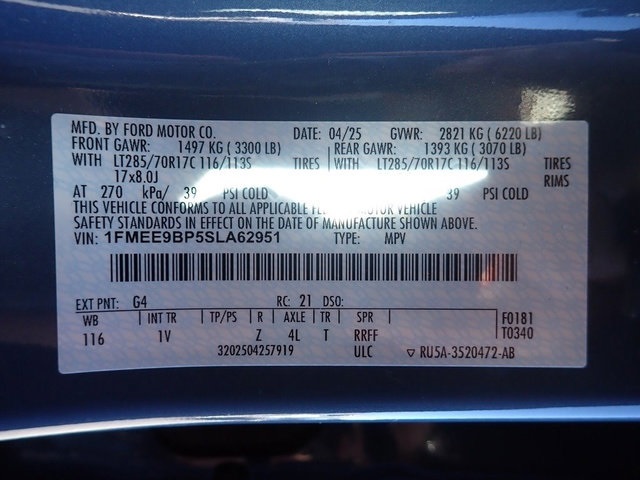 MFD. BY FORD MOTOR CO. DATE: 04/25 GVWR: 2821 KG ( 6220 LB)
FRONT GAWR: 1497 KG ( 3300 LB) REAR GAWR: 1393 KG ( 3070 LB)
WITH LT285/70R17C 116/113S TIRES WITH LT285/70R17C 116/113S TIRES
17x8.0J RIMS
AT 270 kPa/ 39 PSI COLD 39 PSI COLD
THIS VEHICLE CONFORMS TO ALL APPLICABLE MOTOR VEHICLE
SAFETY STANDARDS IN EFFECT ON THE DATE OF MANUFACTURE SHOWN ABOVE.
VIN: 1FMEE9BP5SLA62951 TYPE: MPV
EXT PNT: G4 RC: 21 DSO:
WB INT TR TP/PS R AXLE TR SPR F0181
116 1V Z 4L T RRFF T0340
3202504257919 ULC ▽ RU5A-3520472-AB